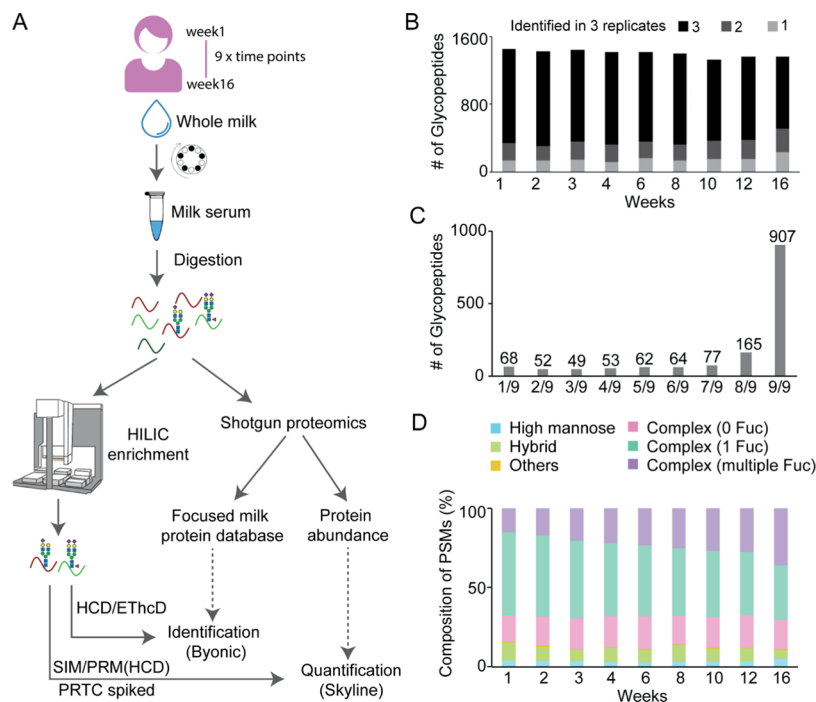 A
week1
9 x time points
week16
Whole milk
Milk serum
Digestion
HILIC
enrichment
Shotgun proteomics
Focused milk
protein database
Protein
abundance
HCD/EThcD
Identification
(Byonic)
SIM/PRM(HCD)
PRTC spiked
Quantification
(Skyline)
B
Identified in 3 replicates 3 2 1
# of Glycopeptides
1600
800
0
1 2 3 4 6 8 10 12 16
Weeks
C
# of Glycopeptides
1000
500
0
68 52 49 53 62 64 77 165 907
1/9 2/9 3/9 4/9 5/9 6/9 7/9 8/9 9/9
D
High mannose
Hybrid
Others
Complex (0 Fuc)
Complex (1 Fuc)
Complex (multiple Fuc)
Composition of PSMs (%)
100
50
0
1 2 3 4 6 8 10 12 16
Weeks